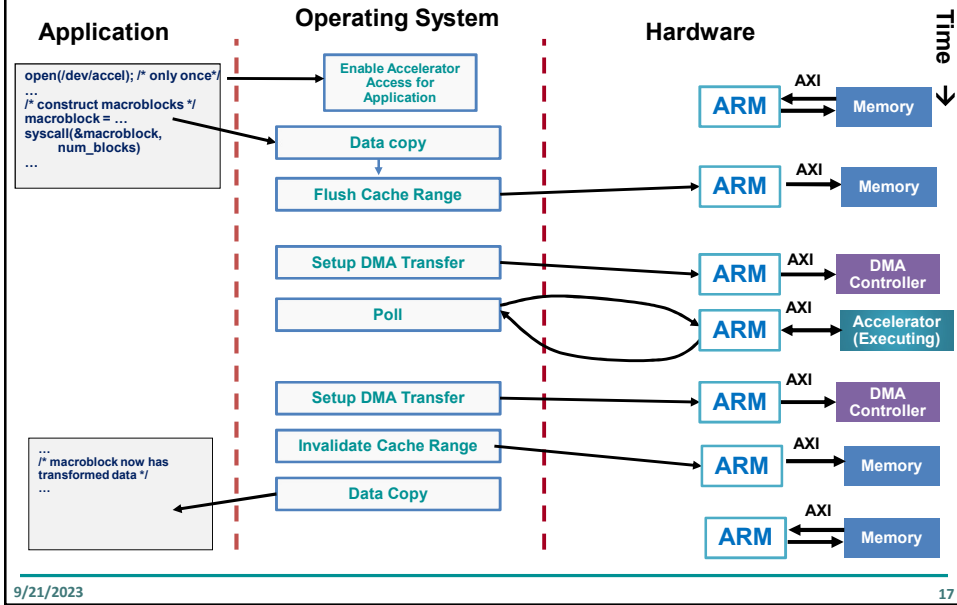 Application
Operating System
Hardware
Time →
open(/dev/accel); /* only once*/
…
/* construct macroblocks */
macroblock = …
syscall(&macroblock,
num_blocks)
…
Enable Accelerator
Access for
Application
Data copy
Flush Cache Range
Setup DMA Transfer
Poll
Setup DMA Transfer
Invalidate Cache Range
Data Copy
…
/* macroblock now has
transformed data */
…
ARM
AXI
Memory
ARM
AXI
Memory
ARM
AXI
DMA
Controller
ARM
AXI
Accelerator
(Executing)
ARM
AXI
DMA
Controller
ARM
AXI
Memory
ARM
AXI
Memory
9/21/2023
17